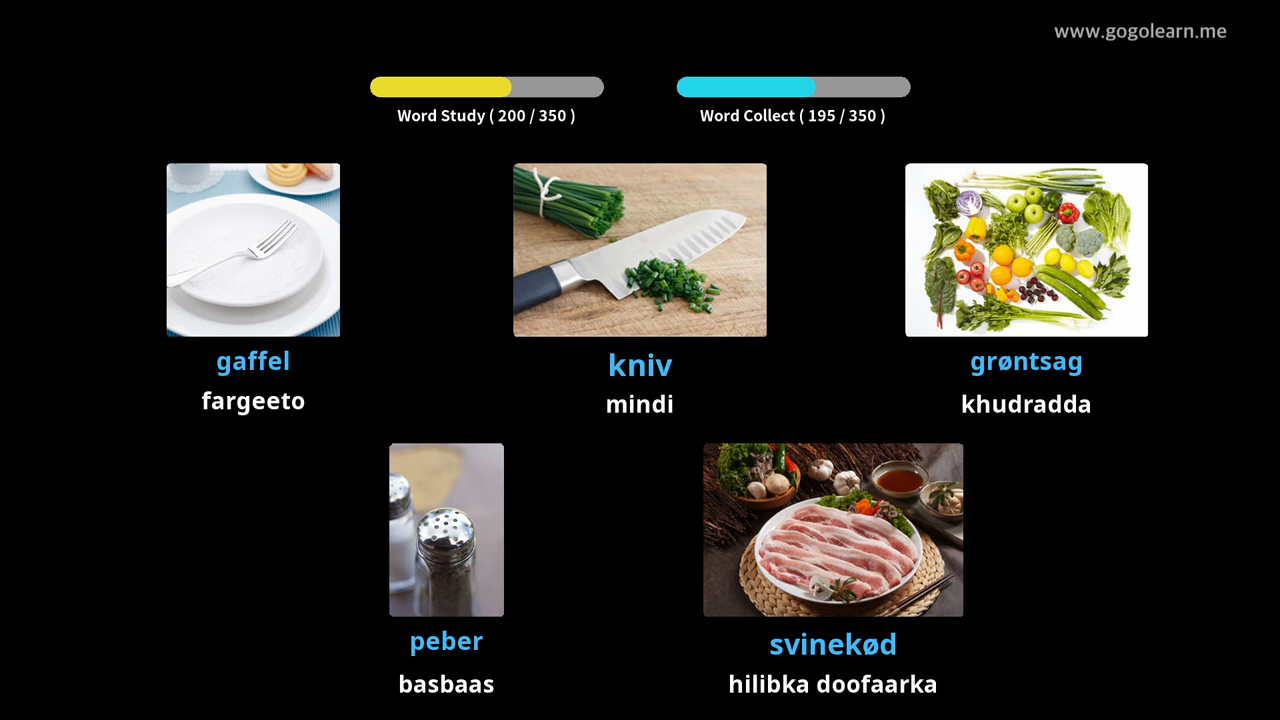 www.gogolearn.me
Word Study ( 200 / 350 )
Word Collect ( 195 / 350 )
gaffel
fargeeto
kniv
mindi
grøntsag
khudradda
peber
basbaas
svinekød
hilibka doofaarka